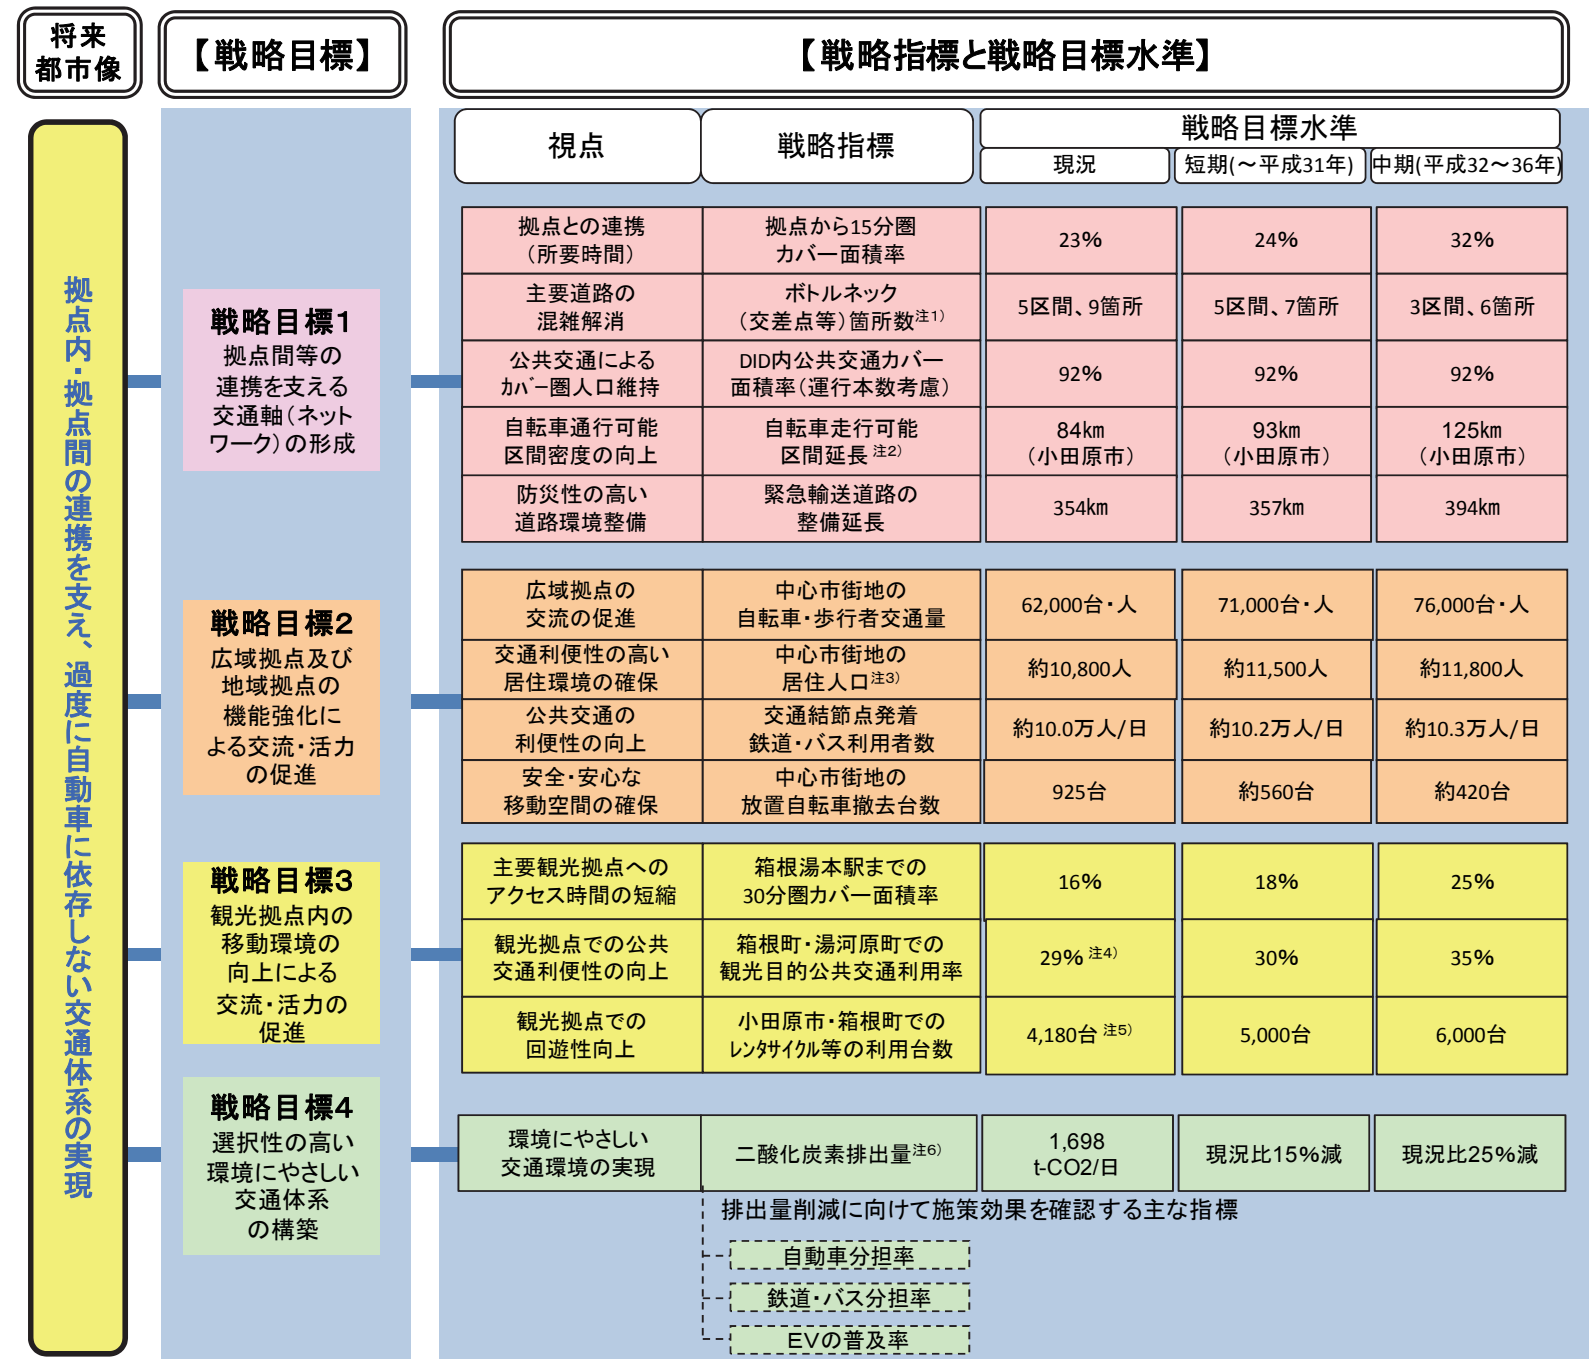 将来
都市像
【戦略目標】
【戦略指標と戦略目標水準】
拠点内・拠点間の連携を支え、過度に自動車に依存しない交通体系の実現
戦略目標1
拠点間等の
連携を支える
交通軸(ネット
ワーク)の形成
戦略目標2
広域拠点及び
地域拠点の
機能強化に
よる交流・活力
の促進
戦略目標3
観光拠点内の
移動環境の
向上による
交流・活力の
促進
戦略目標4
選択性の高い
環境にやさしい
交通体系
の構築
視点
戦略指標
戦略目標水準
現況
短期(～平成31年)
中期(平成32～36年)
拠点との連携
(所要時間)
拠点から15分圏
カバー面積率
23%
24%
32%
主要道路の
混雑解消
ボトルネック
(交差点等)箇所数注1)
5区間、9箇所
5区間、7箇所
3区間、6箇所
公共交通による
ｶﾊﾞｰ圏人口維持
DID内公共交通カバー
面積率(運行本数考慮)
92%
92%
92%
自転車通行可能
区間密度の向上
自転車走行可能
区間延長 注2)
84km
(小田原市)
93km
(小田原市)
125km
(小田原市)
防災性の高い
道路環境整備
緊急輸送道路の
整備延長
354km
357km
394km
広域拠点の
交流の促進
中心市街地の
自転車・歩行者交通量
62,000台・人
71,000台・人
76,000台・人
交通利便性の高い
居住環境の確保
中心市街地の
居住人口注3)
約10,800人
約11,500人
約11,800人
公共交通の
利便性の向上
交通結節点発着
鉄道・バス利用者数
約10.0万人/日
約10.2万人/日
約10.3万人/日
安全・安心な
移動空間の確保
中心市街地の
放置自転車撤去台数
925台
約560台
約420台
主要観光拠点への
アクセス時間の短縮
箱根湯本駅までの
30分圏カバー面積率
16%
18%
25%
観光拠点での公共
交通利便性の向上
箱根町・湯河原町での
観光目的公共交通利用率
29% 注4)
30%
35%
観光拠点での
回遊性向上
小田原市・箱根町での
ﾚﾝﾀｻｲｸﾙ等の利用台数
4,180台 注5)
5,000台
6,000台
環境にやさしい
交通環境の実現
二酸化炭素排出量注6)
1,698
t-CO2/日
現況比15%減
現況比25%減
排出量削減に向けて施策効果を確認する主な指標
自動車分担率
鉄道・バス分担率
EVの普及率